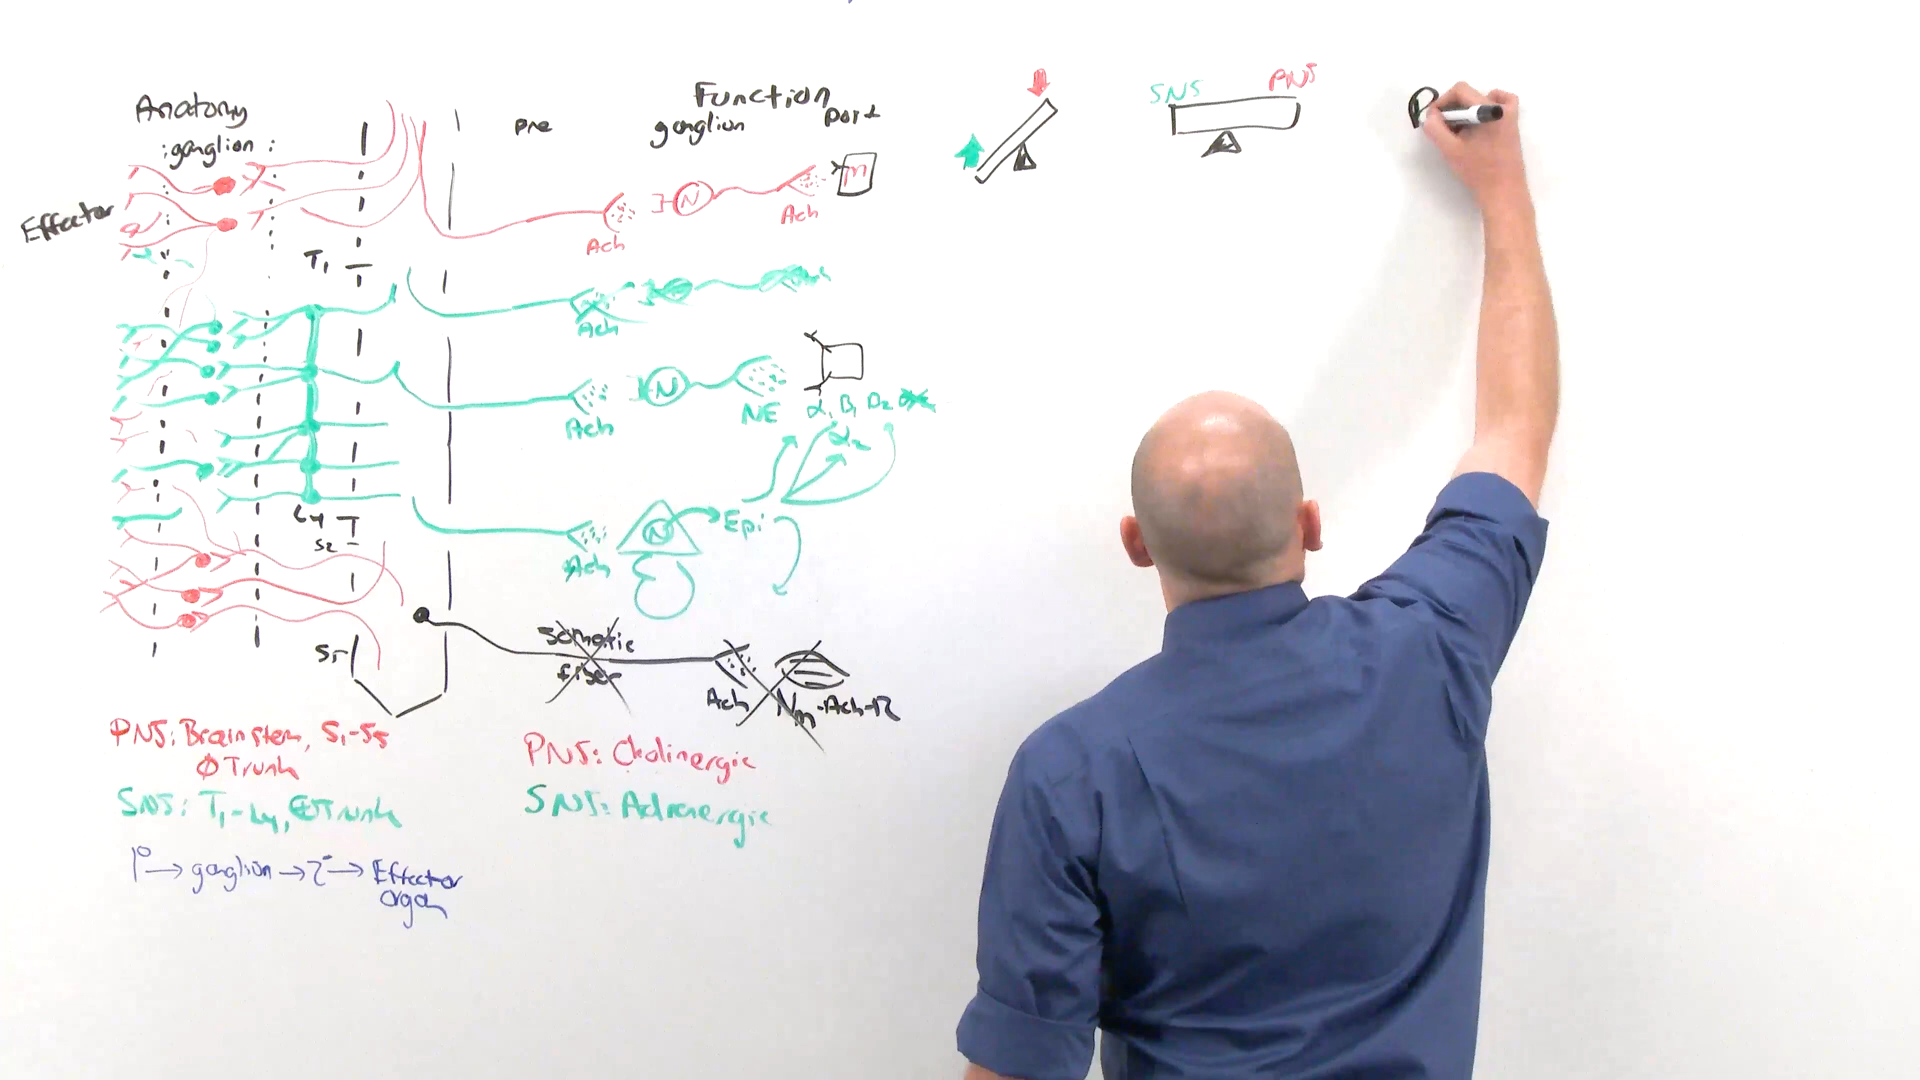 Anatomy
ganglion
Effector
T1
L4
S2
S5
PNS: Brainstem, S1-S5
Ø Trunk
SNS: T1-L4, ⊕Trunk
1° → ganglion → 2° → Effector
organ
Function
pre
ganglion
post
N
m
Ach
Ach
Ach
N
Ach
NE
α1 B1 D2
α2
N
Ach
Epi
Somatic
fiber
Ach
Nm-Ach-R
PNS: Cholinergic
SNS: Adrenergic
SNS
PNS